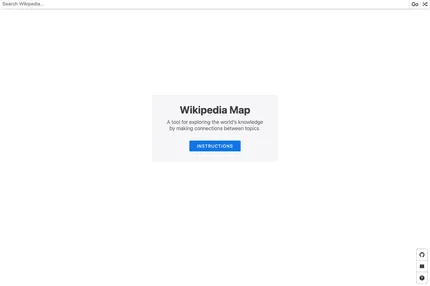 Search Wikipedia...
Go
Wikipedia Map
A tool for exploring the world's knowledge
by making connections between topics.
INSTRUCTIONS